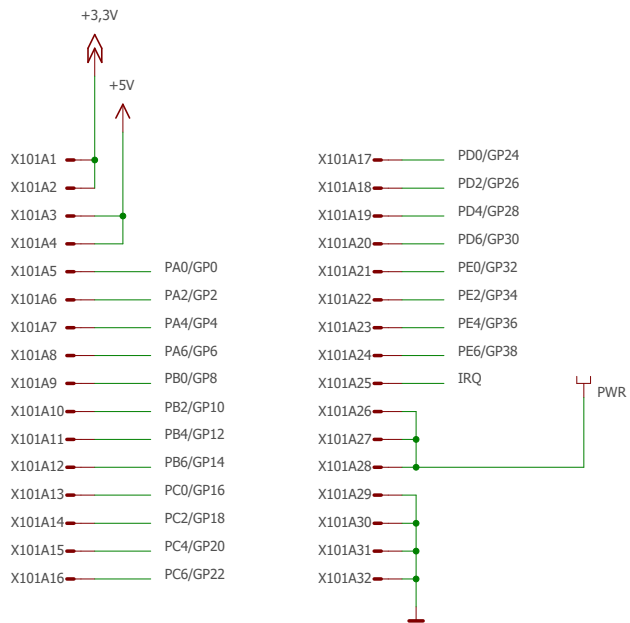 +3,3V
+5V
X101A1
X101A2
X101A3
X101A4
X101A5 PA0/GP0
X101A6 PA2/GP2
X101A7 PA4/GP4
X101A8 PA6/GP6
X101A9 PB0/GP8
X101A10 PB2/GP10
X101A11 PB4/GP12
X101A12 PB6/GP14
X101A13 PC0/GP16
X101A14 PC2/GP18
X101A15 PC4/GP20
X101A16 PC6/GP22
X101A17 PD0/GP24
X101A18 PD2/GP26
X101A19 PD4/GP28
X101A20 PD6/GP30
X101A21 PE0/GP32
X101A22 PE2/GP34
X101A23 PE4/GP36
X101A24 PE6/GP38
X101A25 IRQ
PWR
X101A26
X101A27
X101A28
X101A29
X101A30
X101A31
X101A32